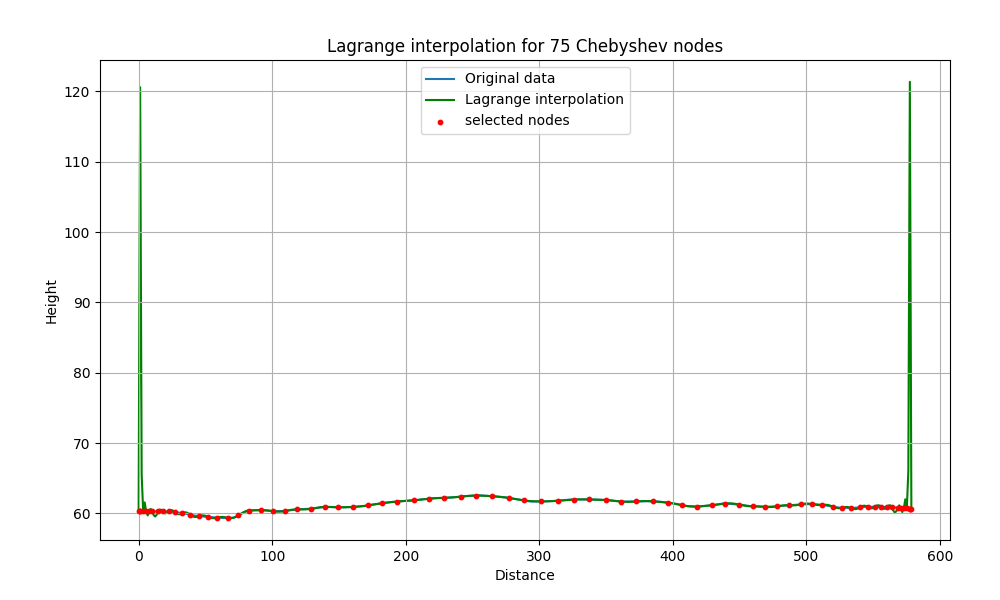 Lagrange interpolation for 75 Chebyshev nodes
Original data
Lagrange interpolation
selected nodes
120
110
100
90
80
70
60
Height
0 100 200 300 400 500 600
Distance